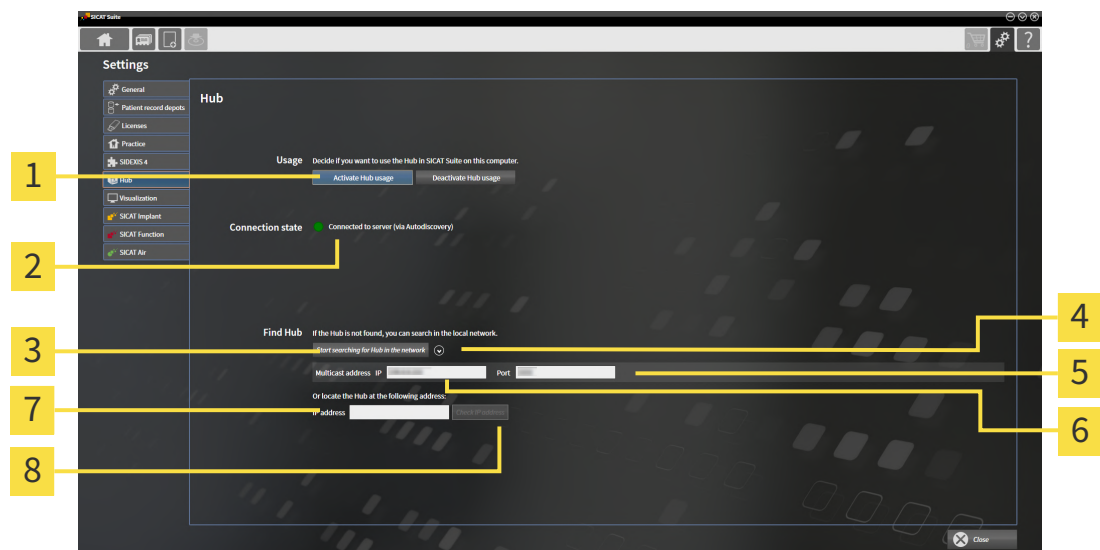 SICAT Suite
?
Settings
General
Patient record depots
Licenses
Practice
SIDEXIS 4
Hub
Visualization
SICAT Implant
SICAT Function
SICAT Air
Hub
Usage Decide if you want to use the Hub in SICAT Suite on this computer.
Activate Hub usage Deactivate Hub usage
1
Connection state Connected to server (via Autodiscovery)
2
Find Hub If the Hub is not found, you can search in the local network.
4
Start searching for Hub in the network
3
Multicast address IP Port
5
Or locate the Hub at the following address:
7
IP address Check IP address
6
8
Close